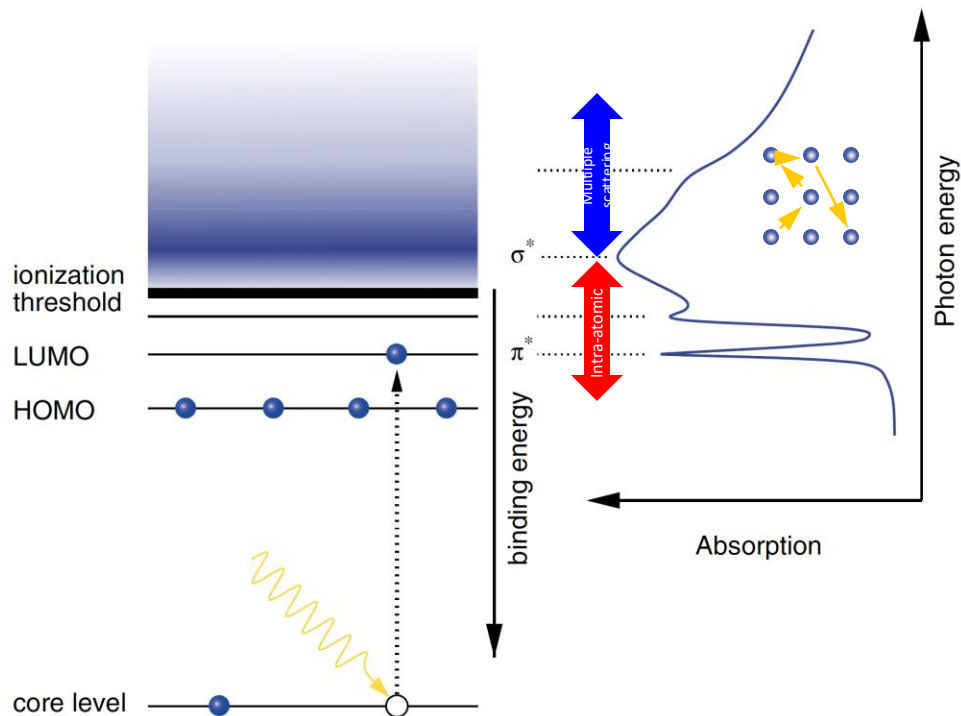 ionization
threshold
LUMO
HOMO
core level
binding energy
σ*
π*
Multiple
scattering
Intra-atomic
Absorption
Photon energy